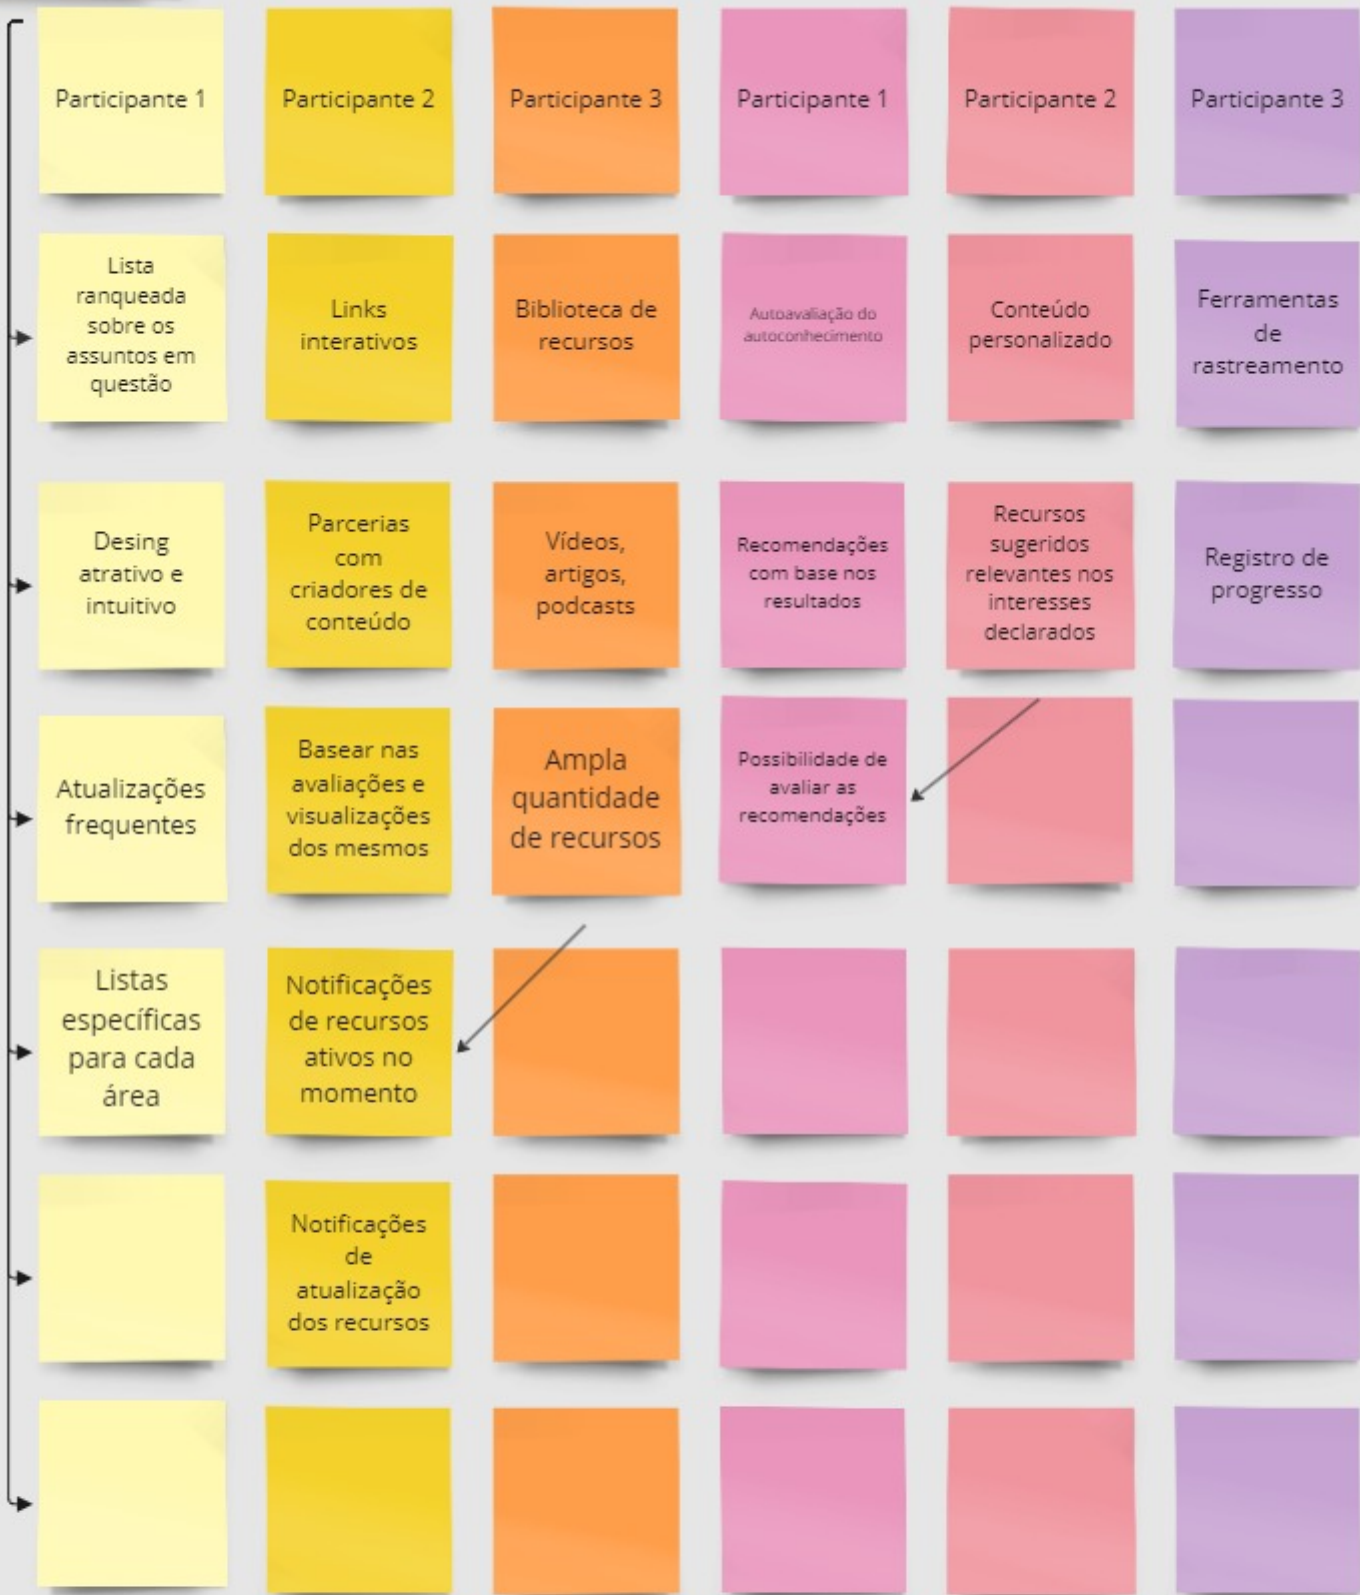 Participante 1
Participante 2
Participante 3
Participante 1
Participante 2
Participante 3
Lista
ranqueada
sobre os
assuntos em
questão
Links
interativos
Biblioteca de
recursos
Autoavaliação do
autoconhecimento
Conteúdo
personalizado
Ferramentas
de
rastreamento
Desing
atrativo e
intuitivo
Parcerias
com
criadores de
conteúdo
Vídeos,
artigos,
podcasts
Recomendações
com base nos
resultados
Recursos
sugeridos
relevantes nos
interesses
declarados
Registro de
progresso
Atualizações
frequentes
Basear nas
avaliações e
visualizações
dos mesmos
Ampla
quantidade
de recursos
Possibilidade de
avaliar as
recomendações
Listas
específicas
para cada
área
Notificações
de recursos
ativos no
momento
Notificações
de
atualização
dos recursos